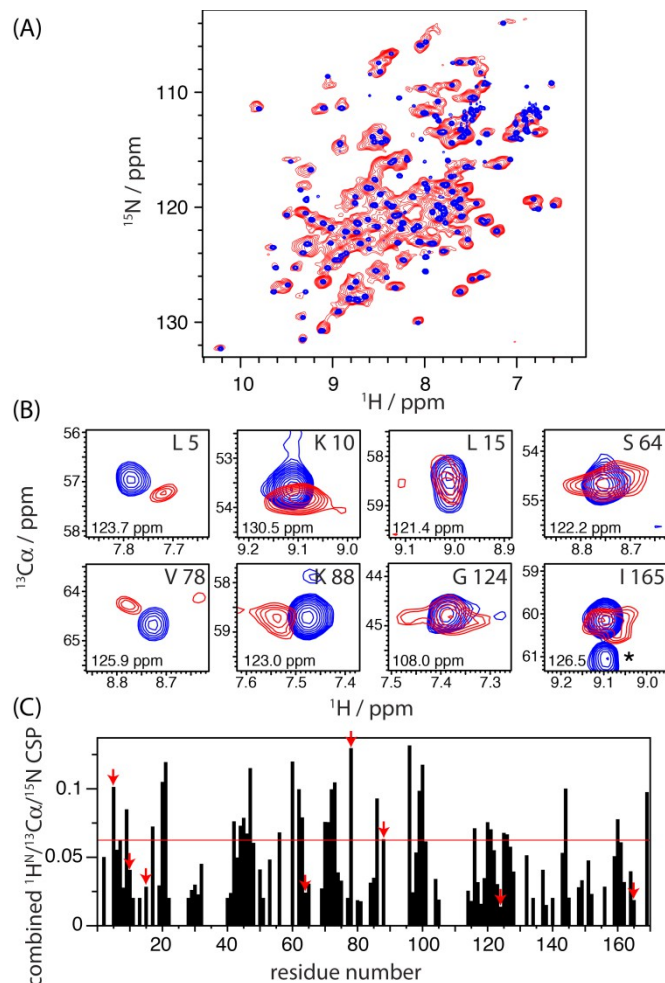 (A)
110
120
130
¹⁵N / ppm
10 9 8 7
¹H / ppm
(B)
L 5 K 10 L 15 S 64
56 57 58
53 54
58 59
54 55
123.7 ppm 130.5 ppm 121.4 ppm 122.2 ppm
7.8 7.7 9.2 9.1 9.0 9.1 9.0 8.9 8.8 8.7
V 78 K 88 G 124 I 165
64 65
58 59
44 45
59 60 61
125.9 ppm 123.0 ppm 108.0 ppm 126.5 *
8.8 8.7 7.6 7.5 7.4 7.5 7.4 7.3 9.2 9.1 9.0
¹³Cα / ppm
¹H / ppm
(C)
combined ¹Hᴺ/¹³Cα/¹⁵N CSP
0.1
0.05
0
20 40 60 80 100 120 140 160
residue number